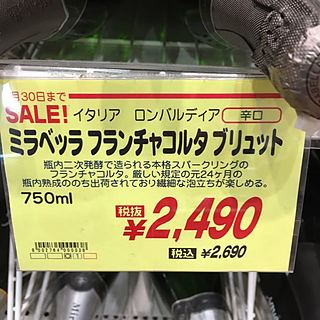 月30日まで
SALE! イタリア ロンバルディア 辛口
ミラベッラ フランチャコルタ ブリュット
瓶内二次発酵で造られる本格スパークリングの
フランチャコルタ。厳しい規定の元24ヶ月の
瓶内熟成ののち出荷されており繊細な泡立ちが楽しめる。
750ml
税抜 ¥2,490
税込 ¥2,690